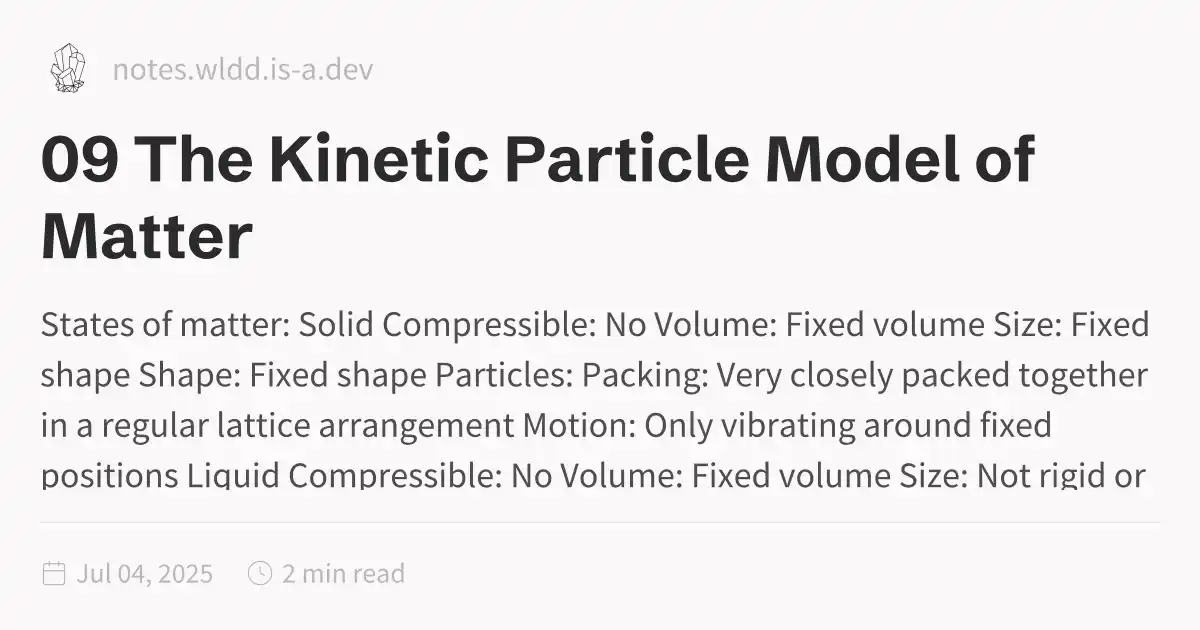 notes.wldd.is-a.dev
09 The Kinetic Particle Model of
Matter
States of matter: Solid Compressible: No Volume: Fixed volume Size: Fixed
shape Shape: Fixed shape Particles: Packing: Very closely packed together
in a regular lattice arrangement Motion: Only vibrating around fixed
positions Liquid Compressible: No Volume: Fixed volume Size: Not rigid or
Jul 04, 2025
2 min read